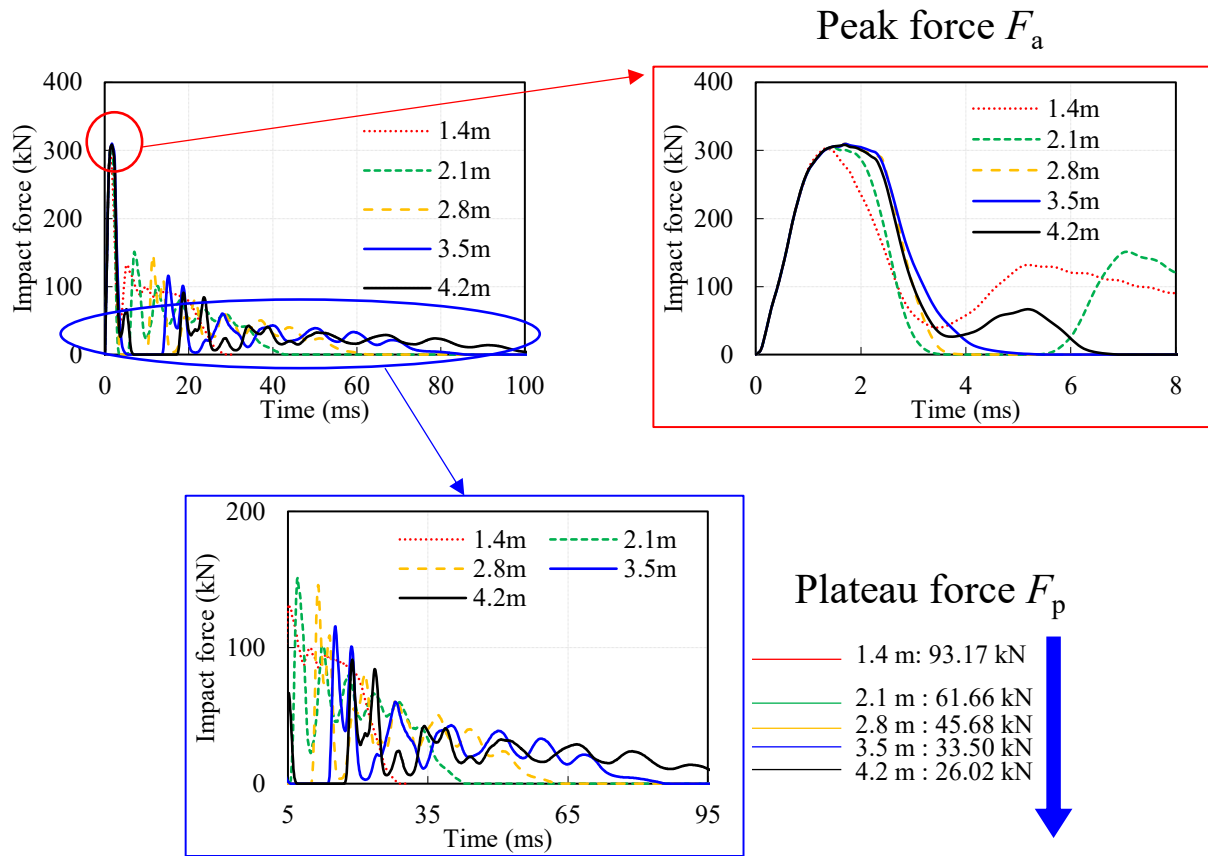 Peak force Fa
400
300
200
100
0
Impact force (kN)
1.4m
2.1m
2.8m
3.5m
4.2m
0 20 40 60 80 100
Time (ms)
400
300
200
100
0
Impact force (kN)
1.4m
2.1m
2.8m
3.5m
4.2m
0 2 4 6 8
Time (ms)
200
100
0
Impact force (kN)
1.4m 2.1m
2.8m 3.5m
4.2m
5 35 65 95
Time (ms)
Plateau force Fp
1.4 m: 93.17 kN
2.1 m : 61.66 kN
2.8 m : 45.68 kN
3.5 m : 33.50 kN
4.2 m : 26.02 kN